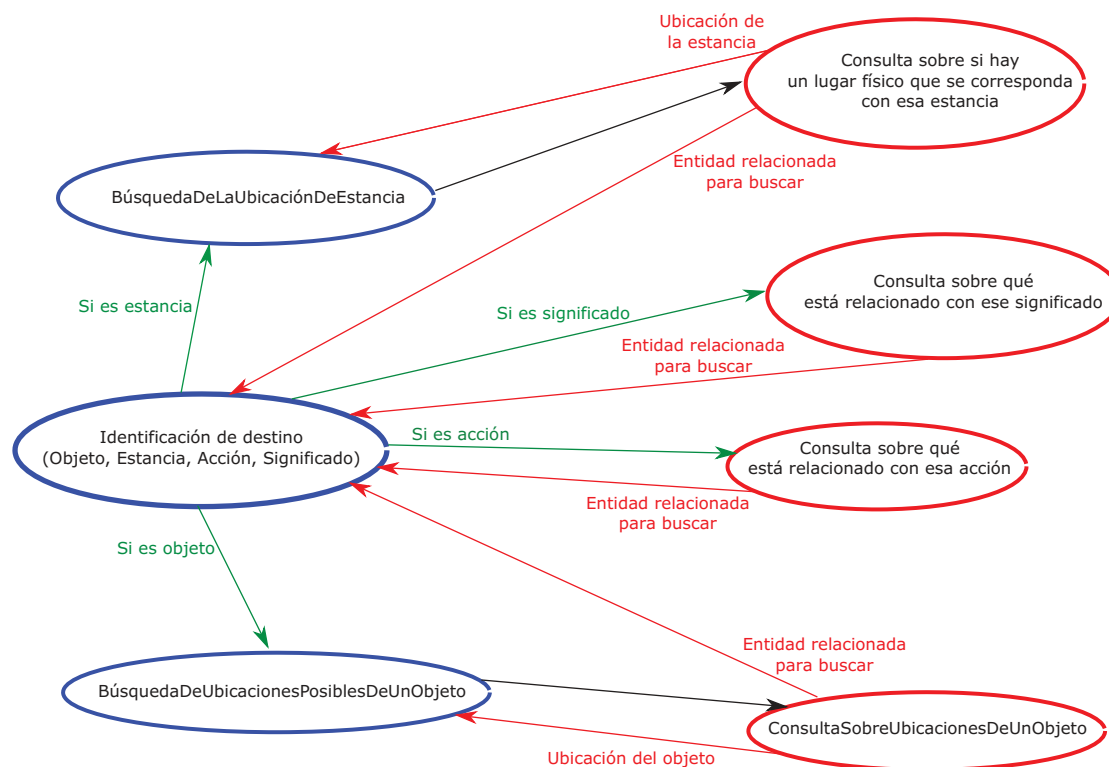 Ubicación de
la estancia
Consulta sobre si hay
un lugar físico que se corresponda
con esa estancia
Entidad relacionada
para buscar
BúsquedaDeLaUbicaciónDeEstancia
Si es estancia
Consulta sobre qué
está relacionado con ese significado
Si es significado
Entidad relacionada
para buscar
Identificación de destino
(Objeto, Estancia, Acción, Significado)
Si es acción
Consulta sobre qué
está relacionado con esa acción
Entidad relacionada
para buscar
Si es objeto
Entidad relacionada
para buscar
BúsquedaDeUbicacionesPosiblesDeUnObjeto
ConsultaSobreUbicacionesDeUnObjeto
Ubicación del objeto